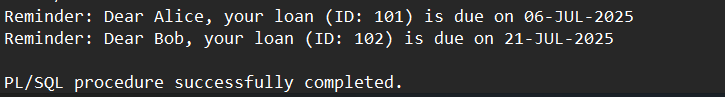 Reminder: Dear Alice, your loan (ID: 101) is due on 06-JUL-2025
Reminder: Dear Bob, your loan (ID: 102) is due on 21-JUL-2025
PL/SQL procedure successfully completed.